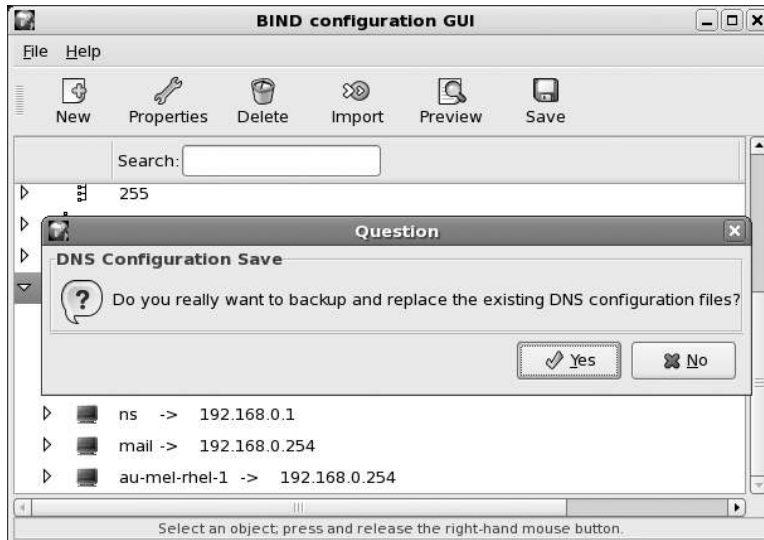 BIND configuration GUI
File Help
New Properties Delete Import Preview Save
Search:
255
Question
DNS Configuration Save
Do you really want to backup and replace the existing DNS configuration files?
Yes No
ns -> 192.168.0.1
mail -> 192.168.0.254
au-mel-rhel-1 -> 192.168.0.254
Select an object; press and release the right-hand mouse button.